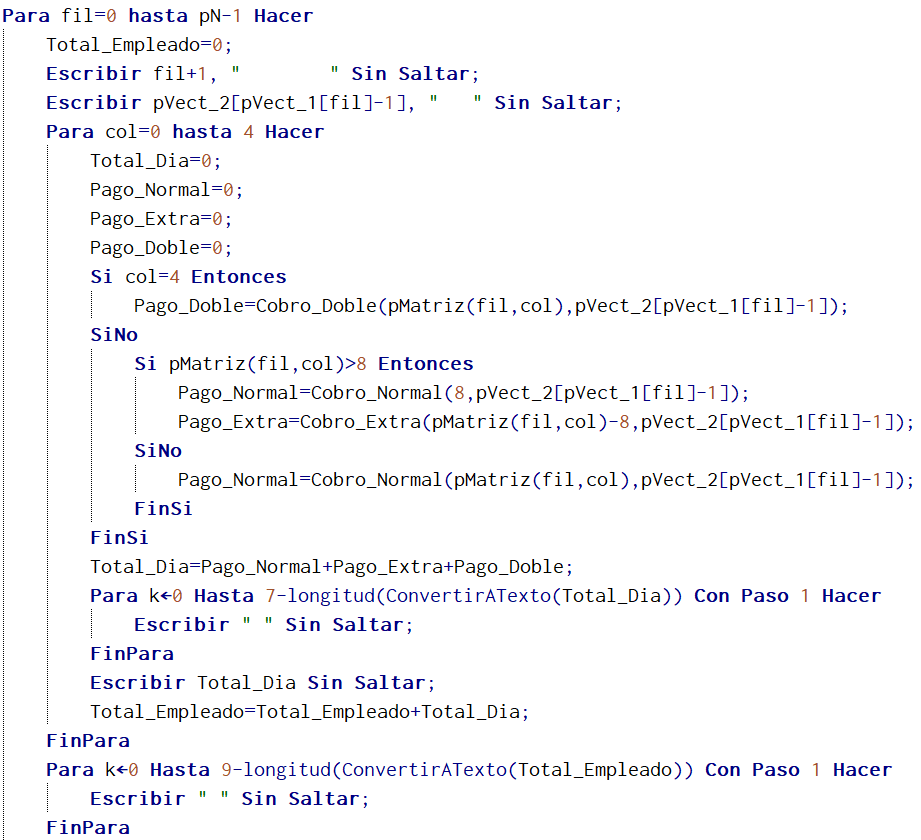 Para fil=0 hasta pN-1 Hacer
    Total_Empleado=0;
    Escribir fil+1, "        " Sin Saltar;
    Escribir pVect_2[pVect_1[fil]-1], "   " Sin Saltar;
    Para col=0 hasta 4 Hacer
        Total_Dia=0;
        Pago_Normal=0;
        Pago_Extra=0;
        Pago_Doble=0;
        Si col=4 Entonces
            Pago_Doble=Cobro_Doble(pMatriz(fil,col),pVect_2[pVect_1[fil]-1]);
        SiNo
            Si pMatriz(fil,col)>8 Entonces
                Pago_Normal=Cobro_Normal(8,pVect_2[pVect_1[fil]-1]);
                Pago_Extra=Cobro_Extra(pMatriz(fil,col)-8,pVect_2[pVect_1[fil]-1]);
            SiNo
                Pago_Normal=Cobro_Normal(pMatriz(fil,col),pVect_2[pVect_1[fil]-1]);
            FinSi
        FinSi
        Total_Dia=Pago_Normal+Pago_Extra+Pago_Doble;
        Para k←0 Hasta 7-longitud(ConvertirATexto(Total_Dia)) Con Paso 1 Hacer
            Escribir " " Sin Saltar;
        FinPara
        Escribir Total_Dia Sin Saltar;
        Total_Empleado=Total_Empleado+Total_Dia;
    FinPara
    Para k←0 Hasta 9-longitud(ConvertirATexto(Total_Empleado)) Con Paso 1 Hacer
        Escribir " " Sin Saltar;
    FinPara